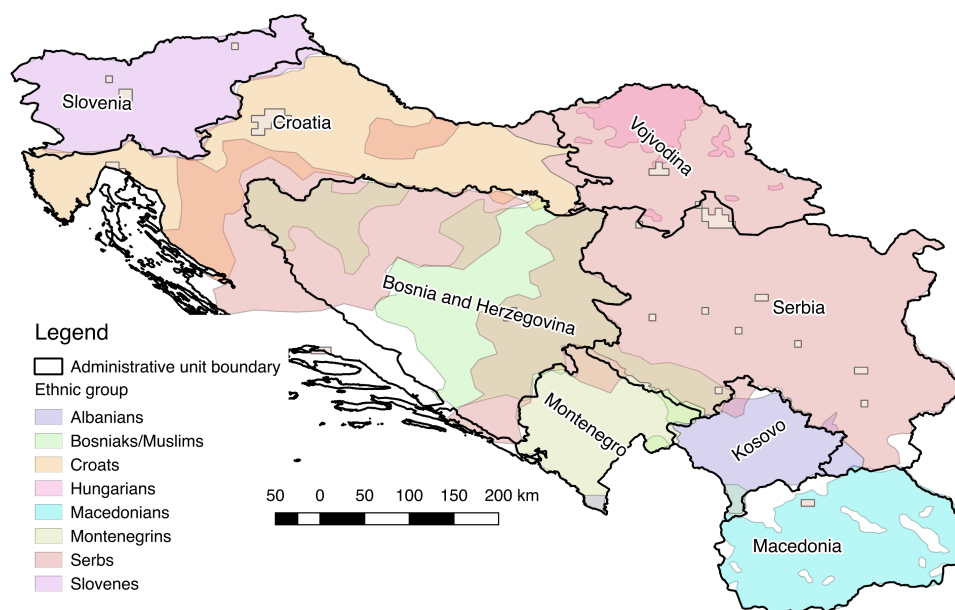 Slovenia
Croatia
Vojvodina
Bosnia and Herzegovina
Serbia
Montenegro
Kosovo
Macedonia
Legend
Administrative unit boundary
Ethnic group
Albanians
Bosniaks/Muslims
Croats
Hungarians
Macedonians
Montenegrins
Serbs
Slovenes
50 0 50 100 150 200 km